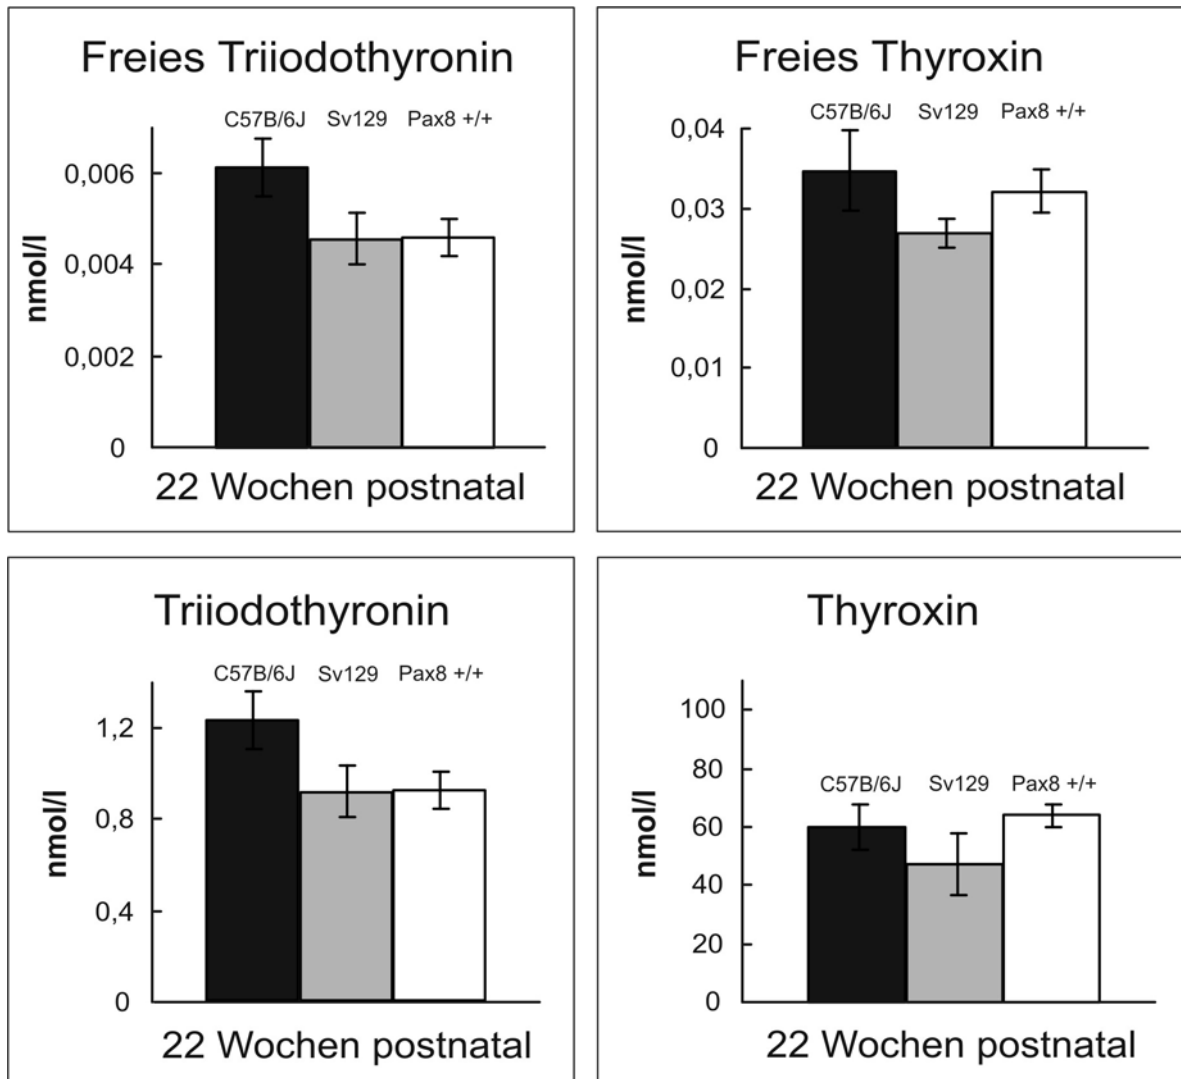 Freies Triiodothyronin
C57B/6J Sv129 Pax8 +/+
0,006
0,004
0,002
0
nmol/l
22 Wochen postnatal
Freies Thyroxin
C57B/6J Sv129 Pax8 +/+
0,04
0,03
0,02
0,01
0
nmol/l
22 Wochen postnatal
Triiodothyronin
C57B/6J Sv129 Pax8 +/+
1,2
0,8
0,4
0
nmol/l
22 Wochen postnatal
Thyroxin
100
80
C57B/6J Sv129 Pax8 +/+
60
40
20
0
nmol/l
22 Wochen postnatal